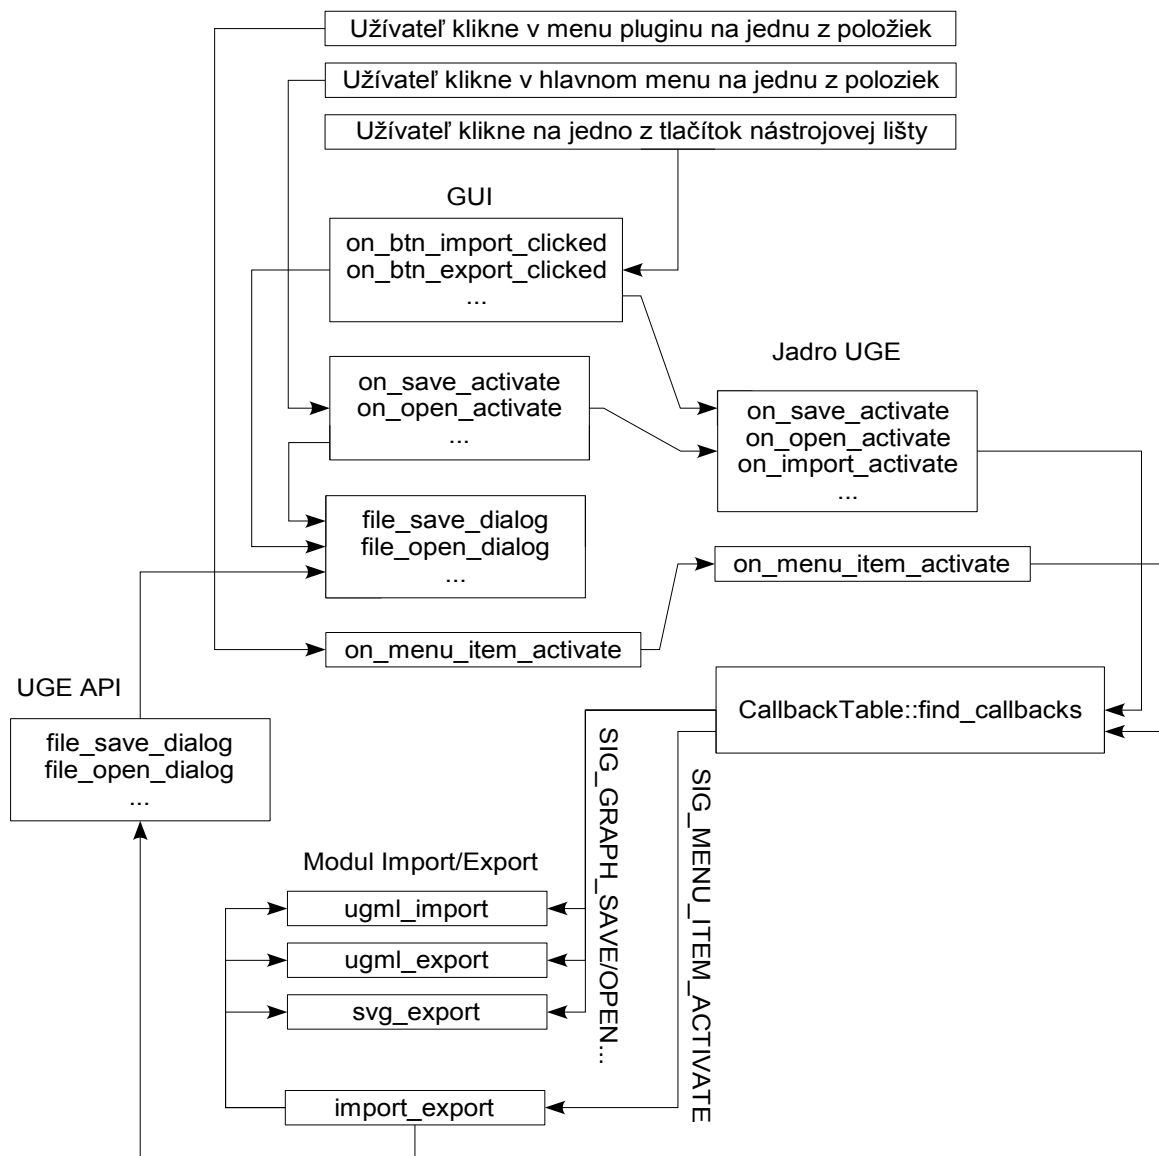 Užívateľ klikne v menu pluginu na jednu z položiek
Užívateľ klikne v hlavnom menu na jednu z poloziek
Užívateľ klikne na jedno z tlačítok nástrojovej lišty
GUI
on_btn_import_clicked
on_btn_export_clicked
...
Jadro UGE
on_save_activate
on_open_activate
...
on_save_activate
on_open_activate
on_import_activate
...
file_save_dialog
file_open_dialog
...
on_menu_item_activate
on_menu_item_activate
UGE API
file_save_dialog
file_open_dialog
...
CallbackTable::find_callbacks
SIG_GRAPH_SAVE/OPEN...
SIG_MENU_ITEM_ACTIVATE
Modul Import/Export
ugml_import
ugml_export
svg_export
import_export